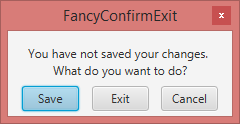 FancyConfirmExit
x
You have not saved your changes.
What do you want to do?
Save Exit Cancel